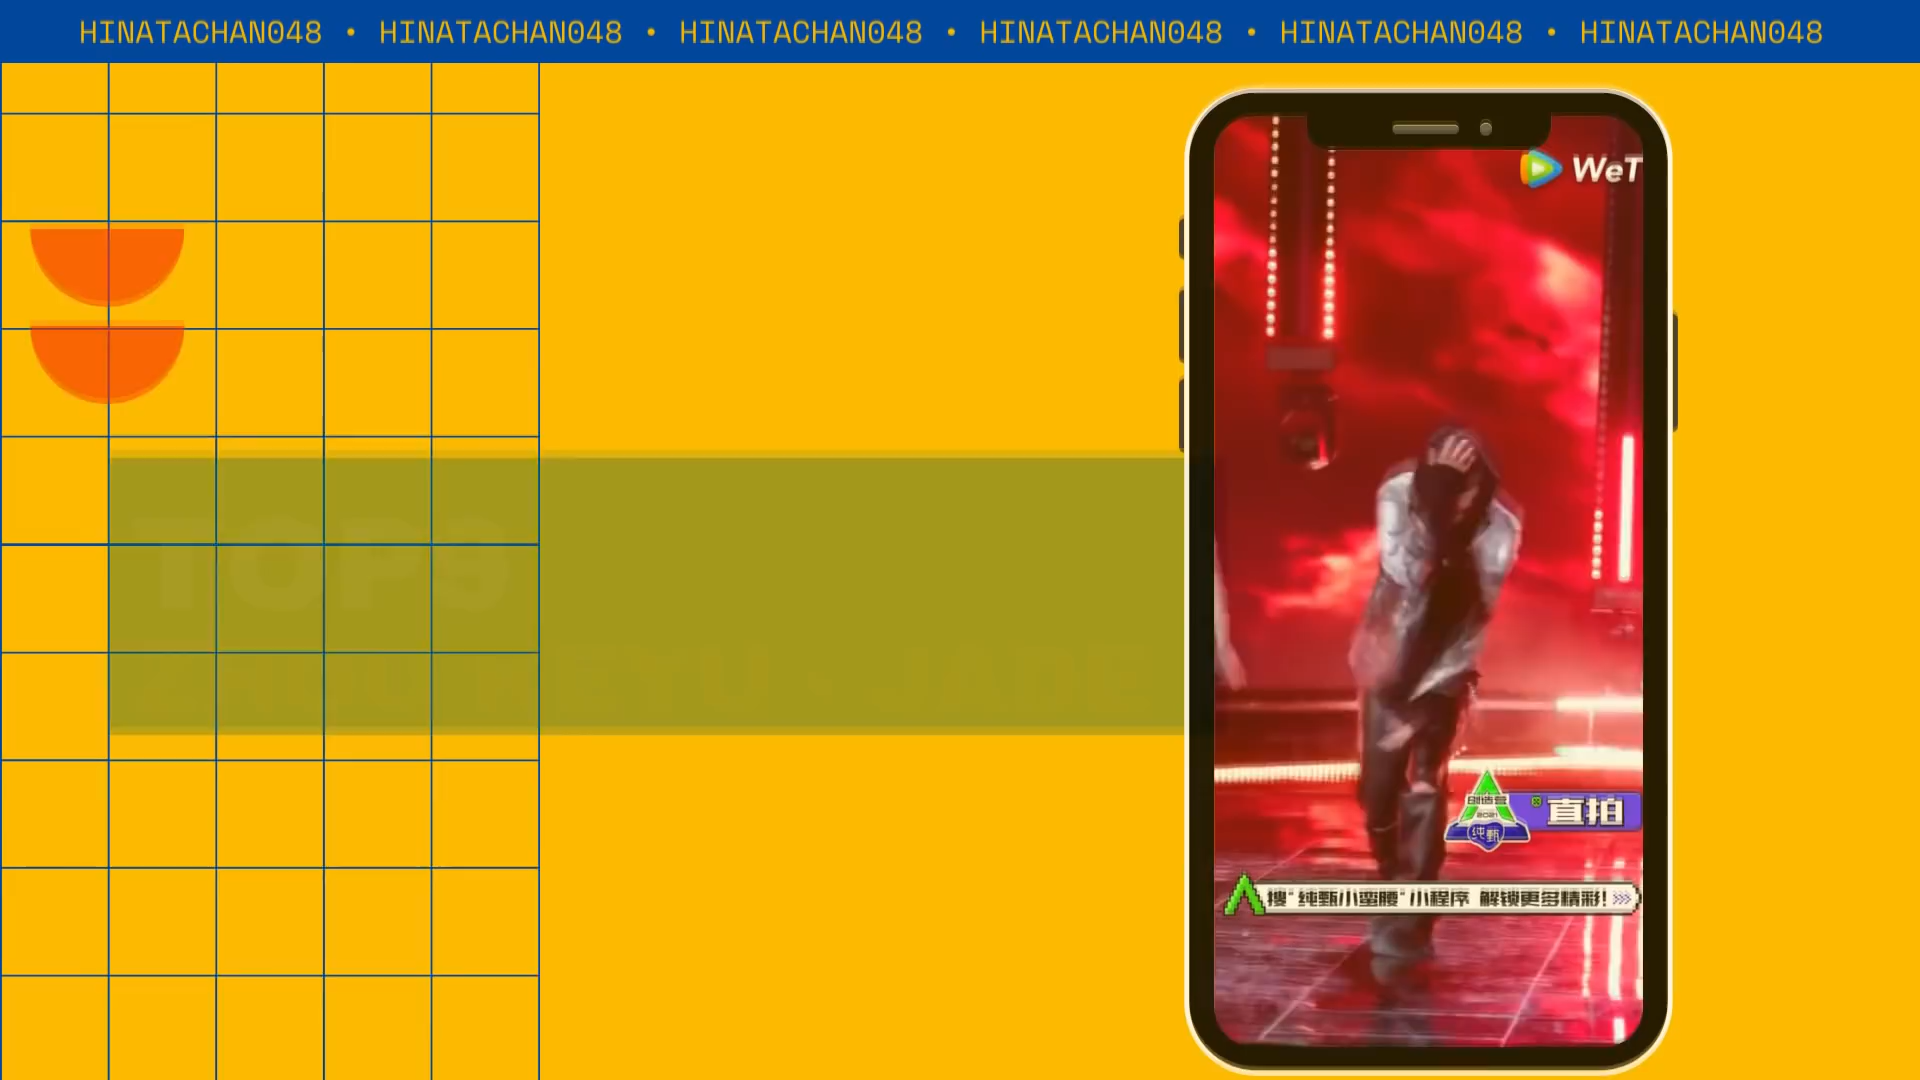 HINATACHAN048 • HINATACHAN048 • HINATACHAN048 • HINATACHAN048 • HINATACHAN048 • HINATACHAN048
WeT
TOP9
创造营
2021
纯甄
直拍
搜"纯甄小蛮腰"小程序 解锁更多精彩!